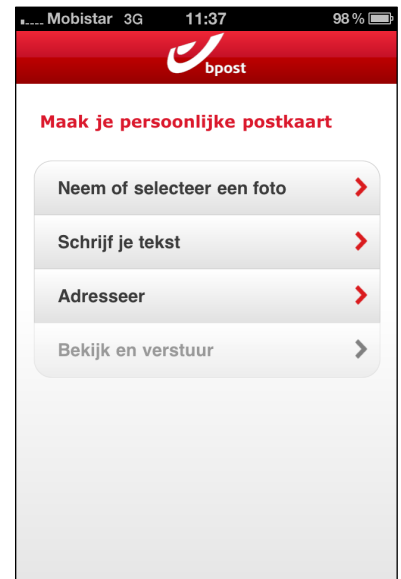 Mobistar 3G 11:37 98 %
bpost
Maak je persoonlijke postkaart
Neem of selecteer een foto
Schrijf je tekst
Adresseer
Bekijk en verstuur